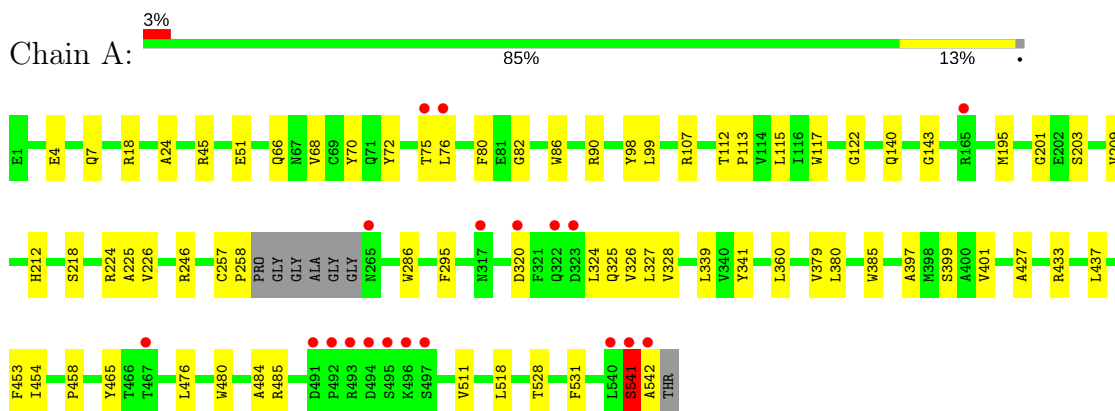 3%
Chain A:
85% 13% •
E1 E4 Q7 R18 A24 R45 E51 Q66 N67 V68 C69 Y70 Q71 Y72 T75 L76 F80 E81 G82 W86 R90 Y98 L99 R107 T112 P113 V114 L115 I116 W117 G122 Q140 G143 R165 M195 G201 E202 S203 V209
H212 S218 R224 A225 V226 R246 C257 P258 PRO GLY GLY ALA GLY GLY N265 W286 F295 N317 D320 F321 Q322 D323 L324 Q325 V326 L327 V328 L339 V340 Y341 L360 V379 L380 W385 A397 M398 S399 A400 V401 A427 R433 L437
F453 I454 P458 Y465 T466 T467 L476 W480 A484 R485 D491 P492 R493 D494 S495 K496 S497 V511 L518 T528 F531 L540 S541 A542 THR